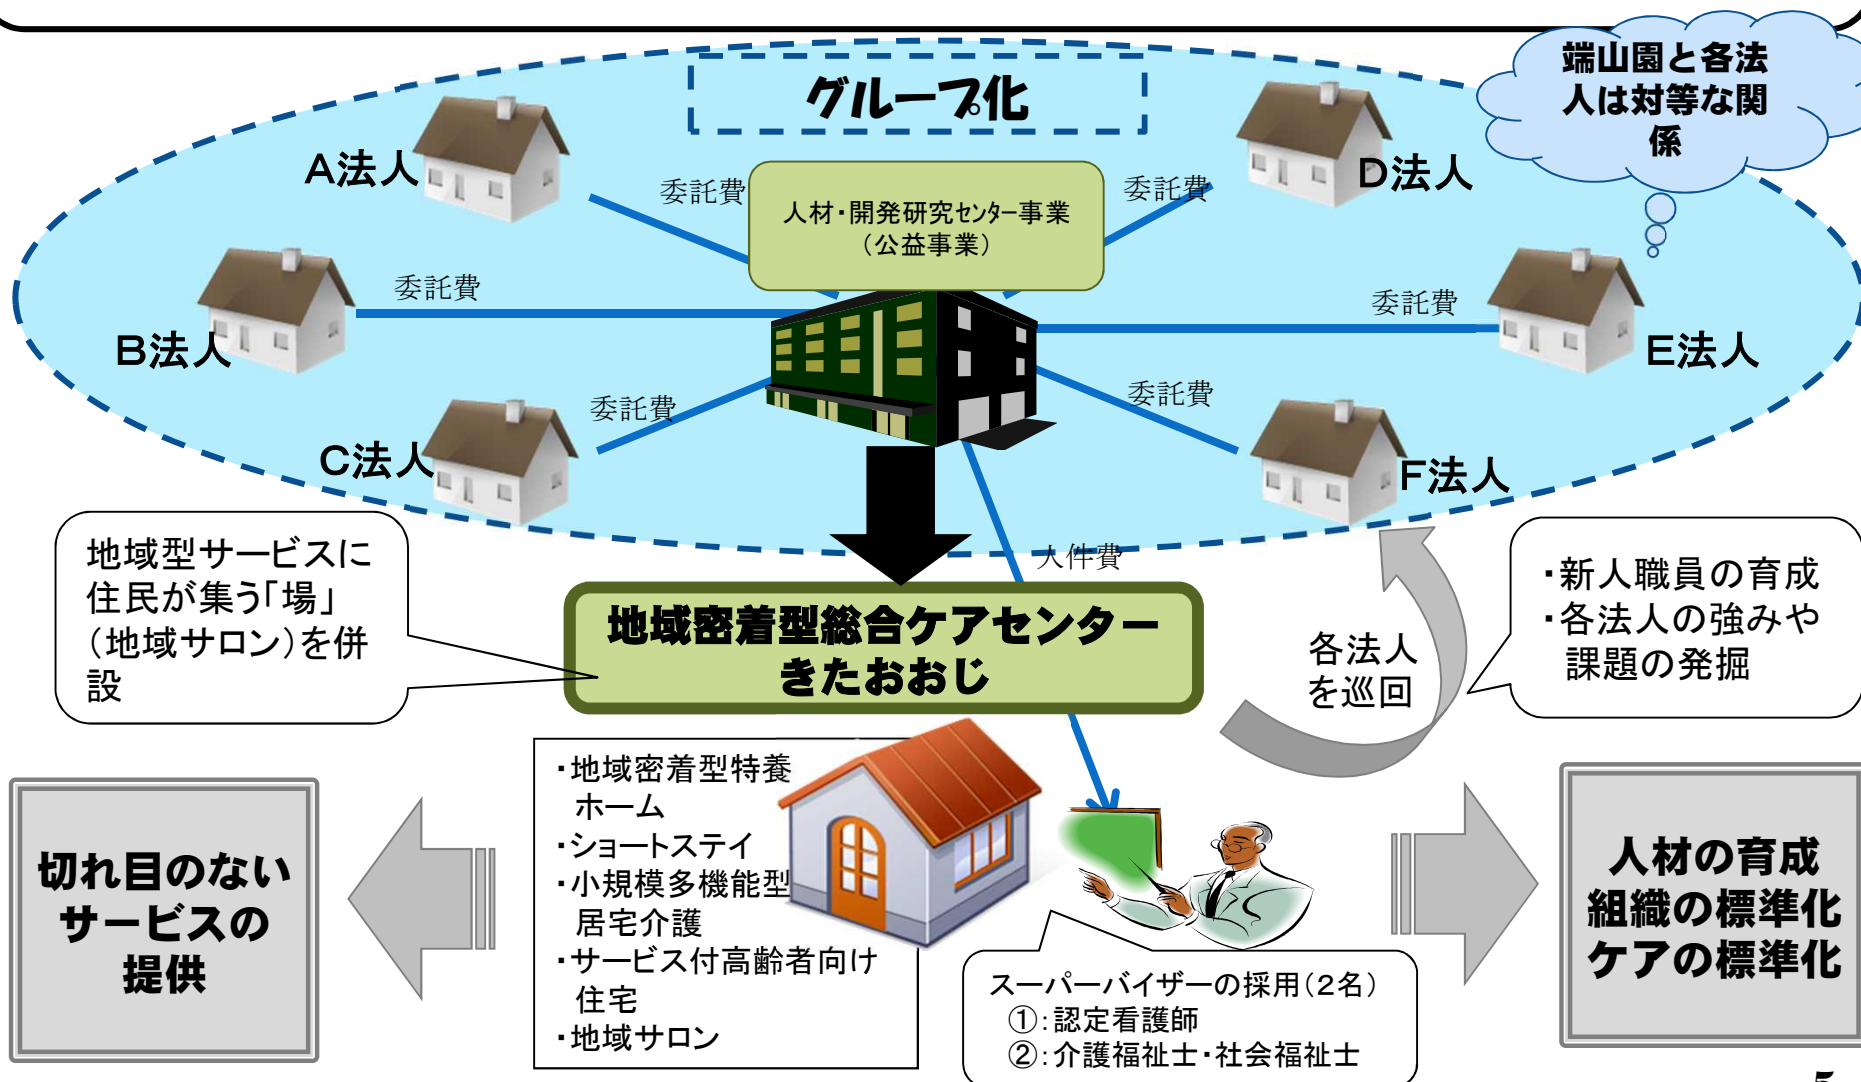 グループ化
端山園と各法
人は対等な関
係
A法人
B法人
C法人
D法人
E法人
F法人
委託費
委託費
委託費
委託費
委託費
委託費
人材・開発研究センター事業
（公益事業）
人件費
地域型サービスに
住民が集う「場」
（地域サロン）を併
設
地域密着型総合ケアセンター
きたおおじ
各法人
を巡回
・新人職員の育成
・各法人の強みや
課題の発掘
切れ目のない
サービスの
提供
・地域密着型特養
ホーム
・ショートステイ
・小規模多機能型
居宅介護
・サービス付高齢者向け
住宅
・地域サロン
スーパーバイザーの採用（2名）
①：認定看護師
②：介護福祉士・社会福祉士
人材の育成
組織の標準化
ケアの標準化